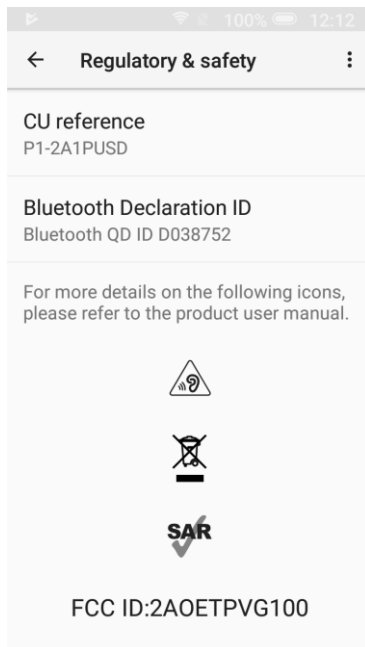 100% 12:12
Regulatory & safety
CU reference
P1-2A1PUSD
Bluetooth Declaration ID
Bluetooth QD ID D038752
For more details on the following icons,
please refer to the product user manual.
SAR
FCC ID:2AOETPVG100